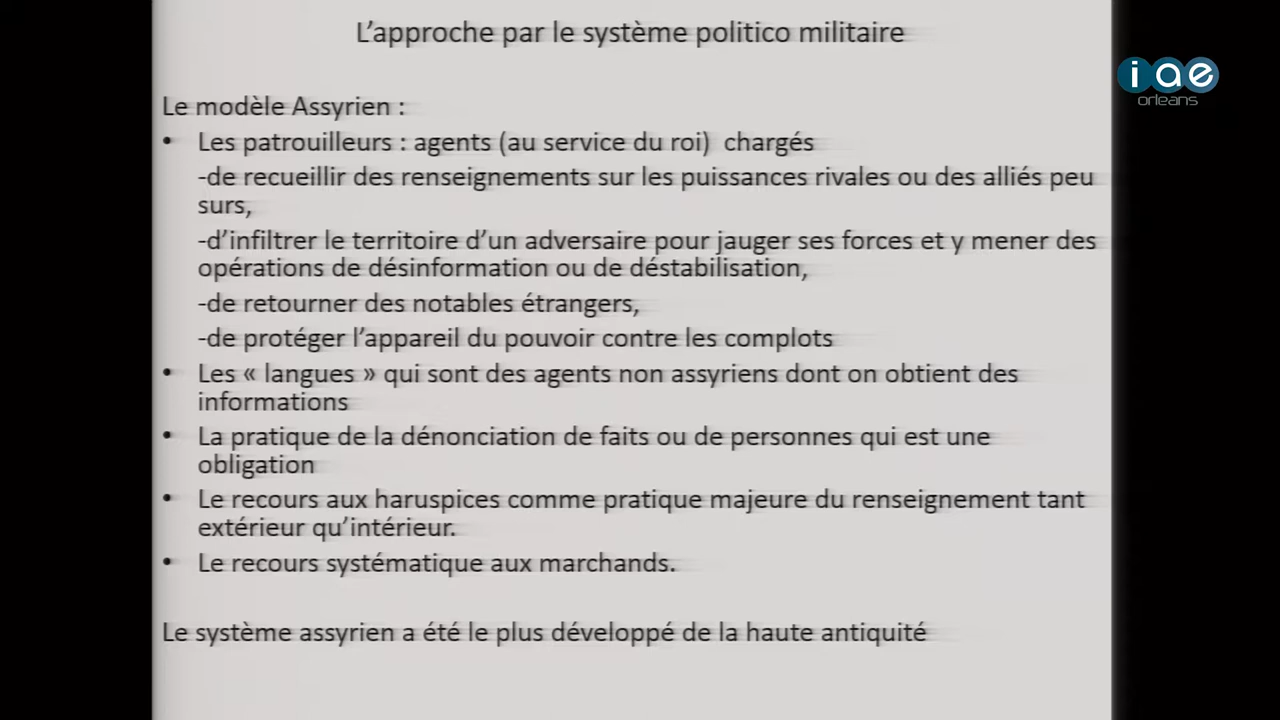 L'approche par le système politico militaire
iae
orleans
Le modèle Assyrien :
• Les patrouilleurs : agents (au service du roi) chargés
-de recueillir des renseignements sur les puissances rivales ou des alliés peu
surs,
-d'infiltrer le territoire d'un adversaire pour jauger ses forces et y mener des
opérations de désinformation ou de déstabilisation,
-de retourner des notables étrangers,
-de protéger l'appareil du pouvoir contre les complots
• Les « langues » qui sont des agents non assyriens dont on obtient des
informations
• La pratique de la dénonciation de faits ou de personnes qui est une
obligation
• Le recours aux haruspices comme pratique majeure du renseignement tant
extérieur qu'intérieur.
• Le recours systématique aux marchands.
Le système assyrien a été le plus développé de la haute antiquité